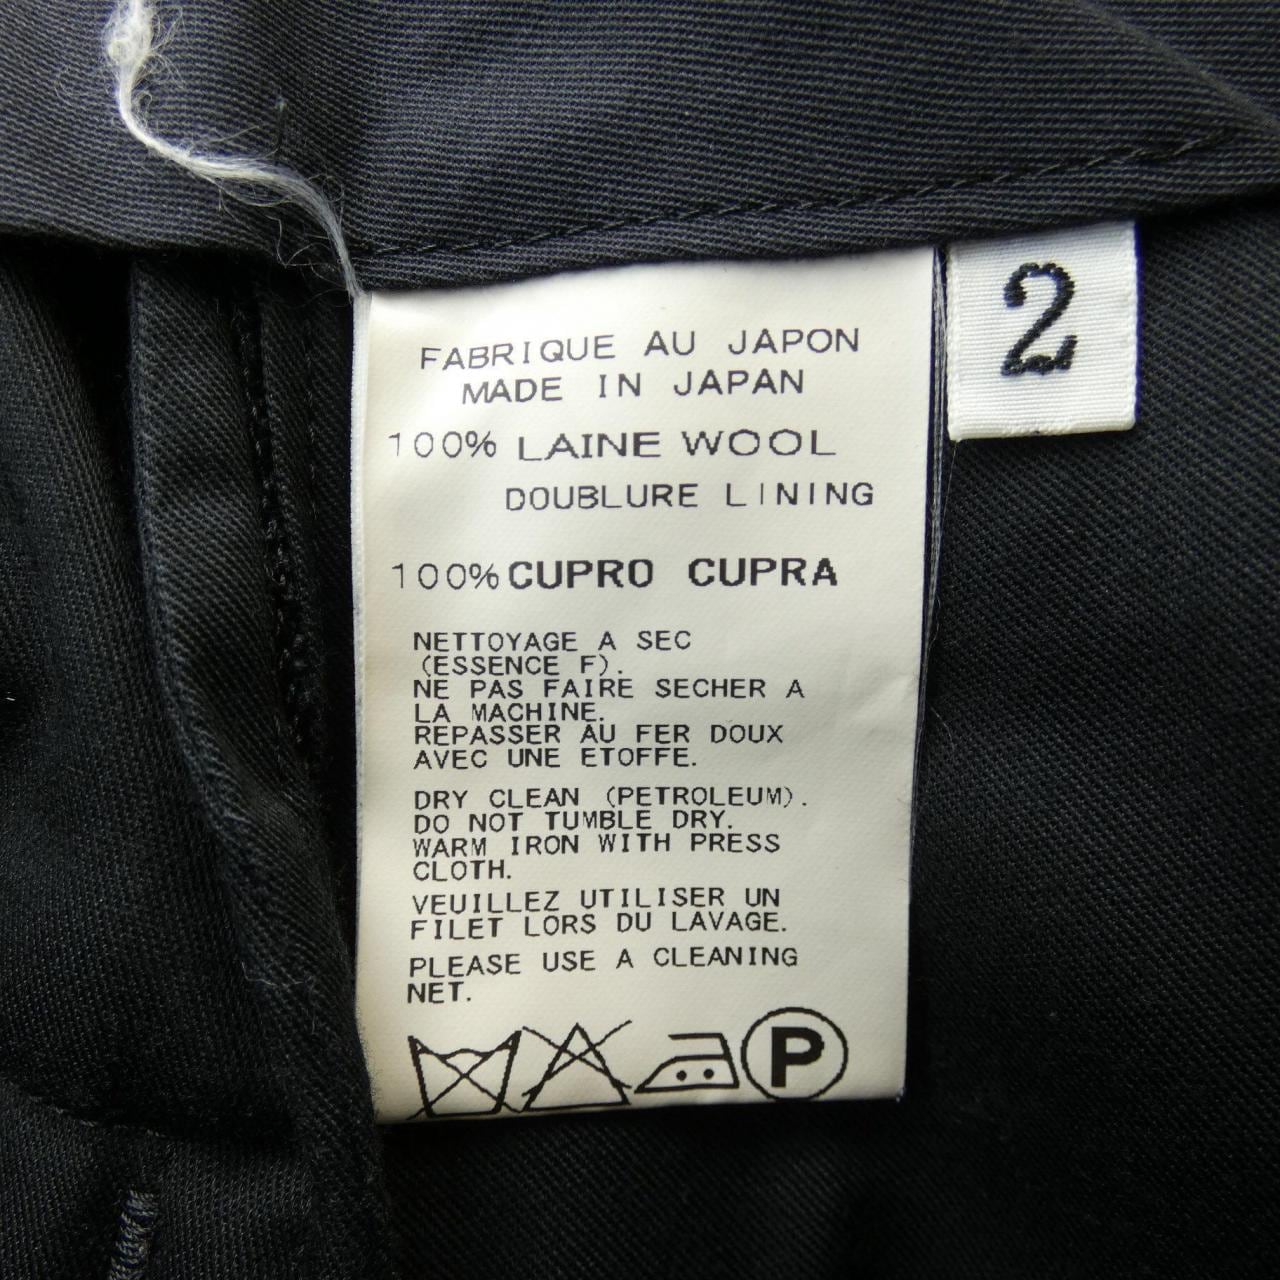 FABRIQUE AU JAPON
MADE IN JAPAN
100% LAINE WOOL
DOUBLURE LINING
100% CUPRO CUPRA
NETTOYAGE A SEC
(ESSENCE F).
NE PAS FAIRE SECHER A
LA MACHINE.
REPASSER AU FER DOUX
AVEC UNE ETOFFE.
DRY CLEAN (PETROLEUM).
DO NOT TUMBLE DRY.
WARM IRON WITH PRESS
CLOTH.
VEUILLEZ UTILISER UN
FILET LORS DU LAVAGE.
PLEASE USE A CLEANING
NET.
P
2